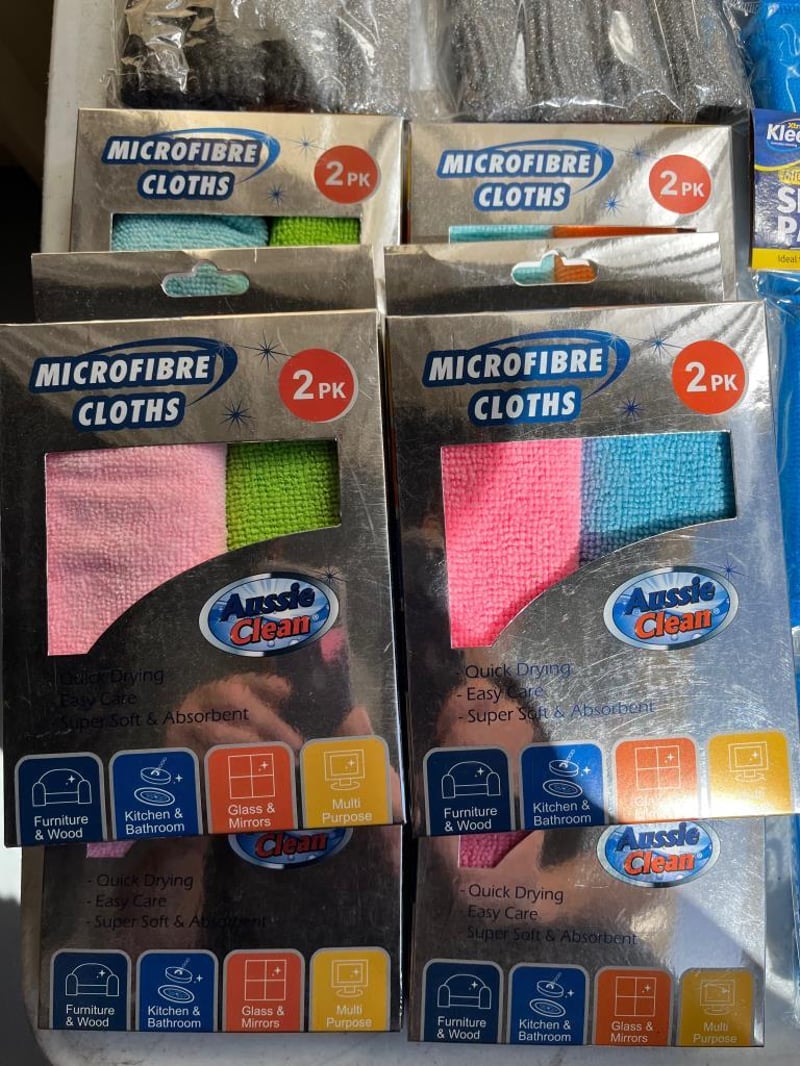 MICROFIBRE
CLOTHS
2PK
MICROFIBRE
CLOTHS
2PK
Klee
S
P
Ideal
MICROFIBRE
CLOTHS
2PK
Aussie
Clean®
Quick Drying
Easy Care
- Super Soft & Absorbent
Furniture
& Wood
Kitchen &
Bathroom
Glass &
Mirrors
Multi
Purpose
MICROFIBRE
CLOTHS
2PK
Aussie
Clean®
- Quick Drying
- Easy Care
- Super Soft & Absorbent
Furniture
& Wood
Kitchen &
Bathroom
Clean
- Quick Drying
- Easy Care
- Super Soft & Absorbent
Furniture
& Wood
Kitchen &
Bathroom
Glass &
Mirrors
Multi
Purpose
Aussie
Clean
- Quick Drying
- Easy Care
- Super Soft & Absorbent
Furniture
& Wood
Kitchen &
Bathroom
Glass &
Mirrors
Multi
Purpose